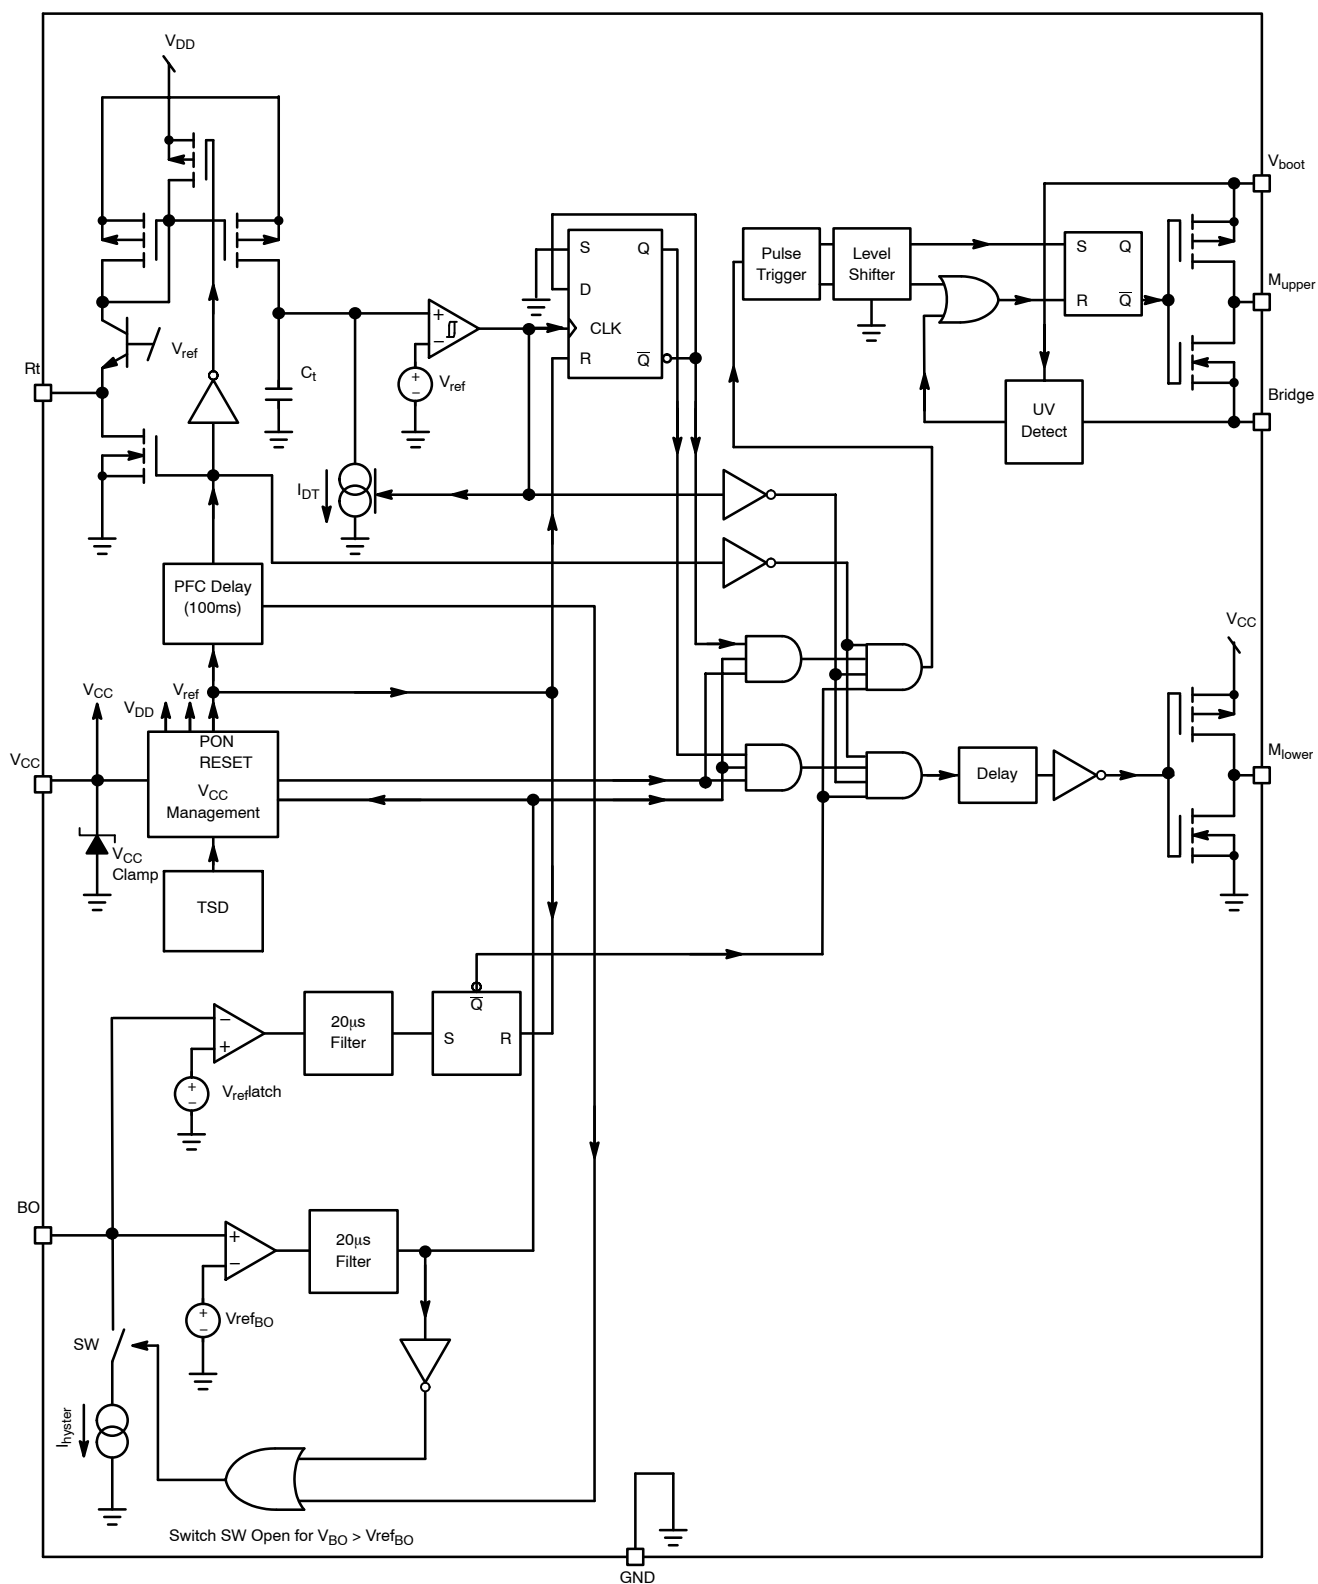 VDD
Vboot
S
Q
D
CLK
R
Q
Pulse
Trigger
Level
Shifter
S
Q
R
Q
Mupper
Bridge
UV
Detect
Vref
Rt
Ct
+
−
+
−
Vref
IDT
PFC Delay
(100ms)
VCC
Vref
VDD
PON
RESET
VCC
Management
VCC
VCC
Clamp
TSD
VCC
Mlower
Delay
−
+
+
−
Vreflatch
20μs
Filter
Q
S
R
BO
+
−
+
−
VrefBO
20μs
Filter
SW
Ihyster
Switch SW Open for VBO > VrefBO
GND